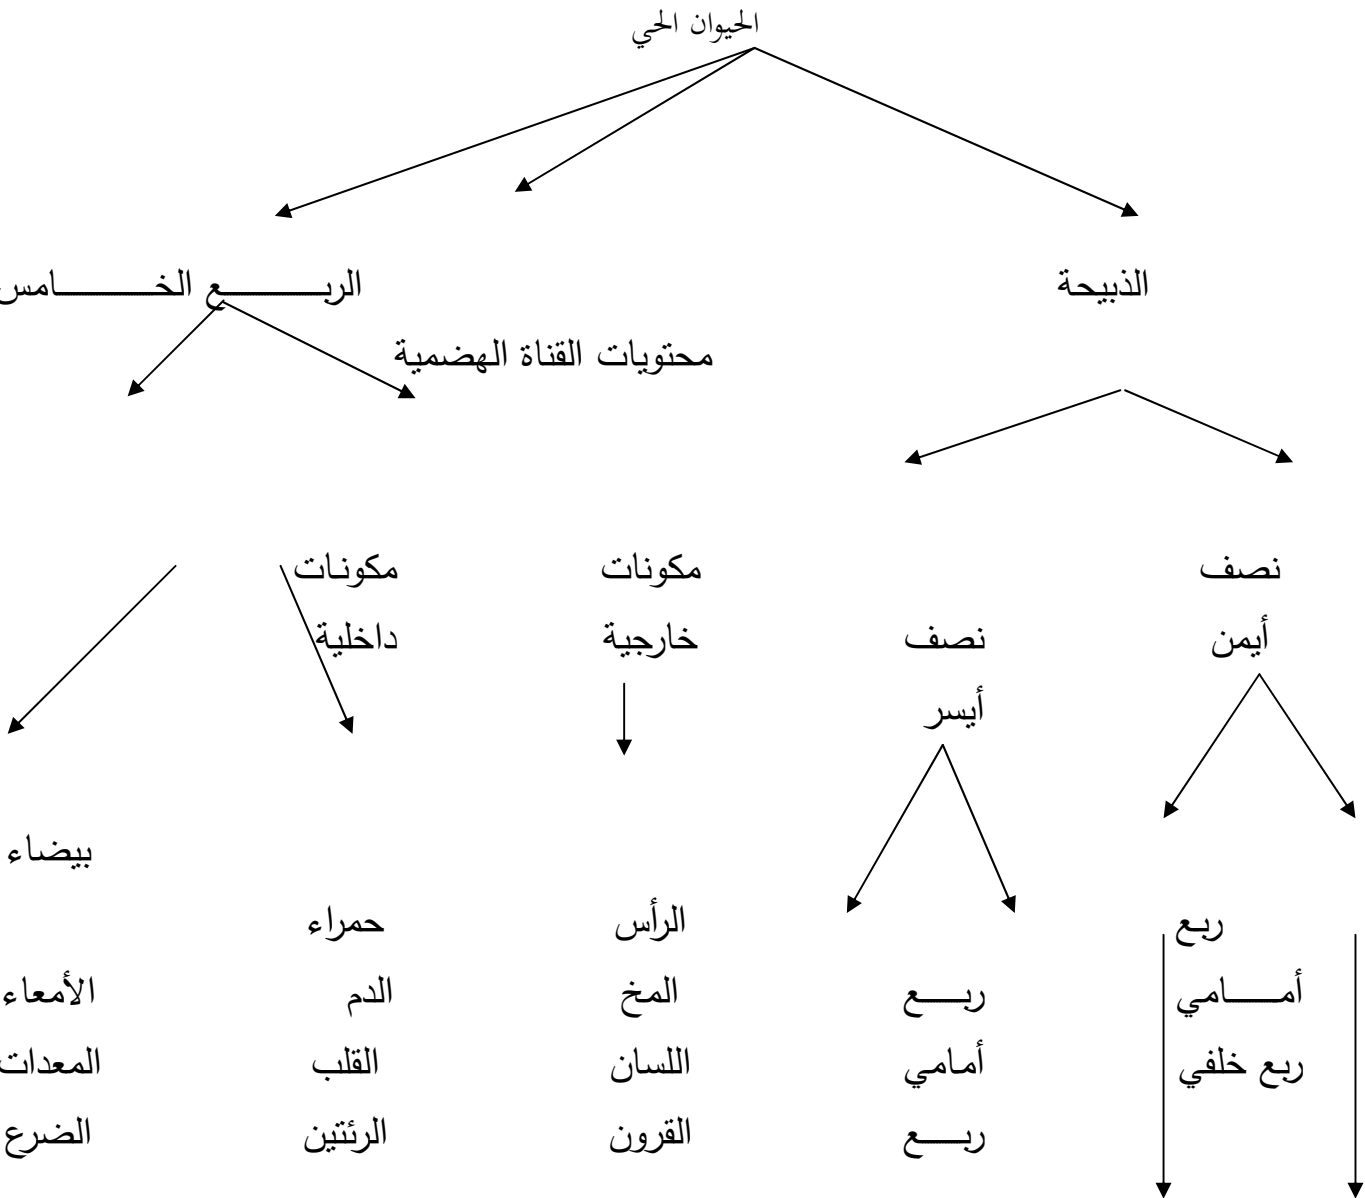 الحيوان الحي
الذبيحة
الربـــــــع الخـــــــامس
محتويات القناة الهضمية
نصف
أيمن
نصف
أيسر
مكونات
خارجية
مكونات
داخلية
ربع
أمـــامي
ربع خلفي
ربـــع
أمامي
ربـــع
الرأس
المخ
اللسان
القرون
حمراء
الدم
القلب
الرئتين
بيضاء
الأمعاء
المعدات
الضرع